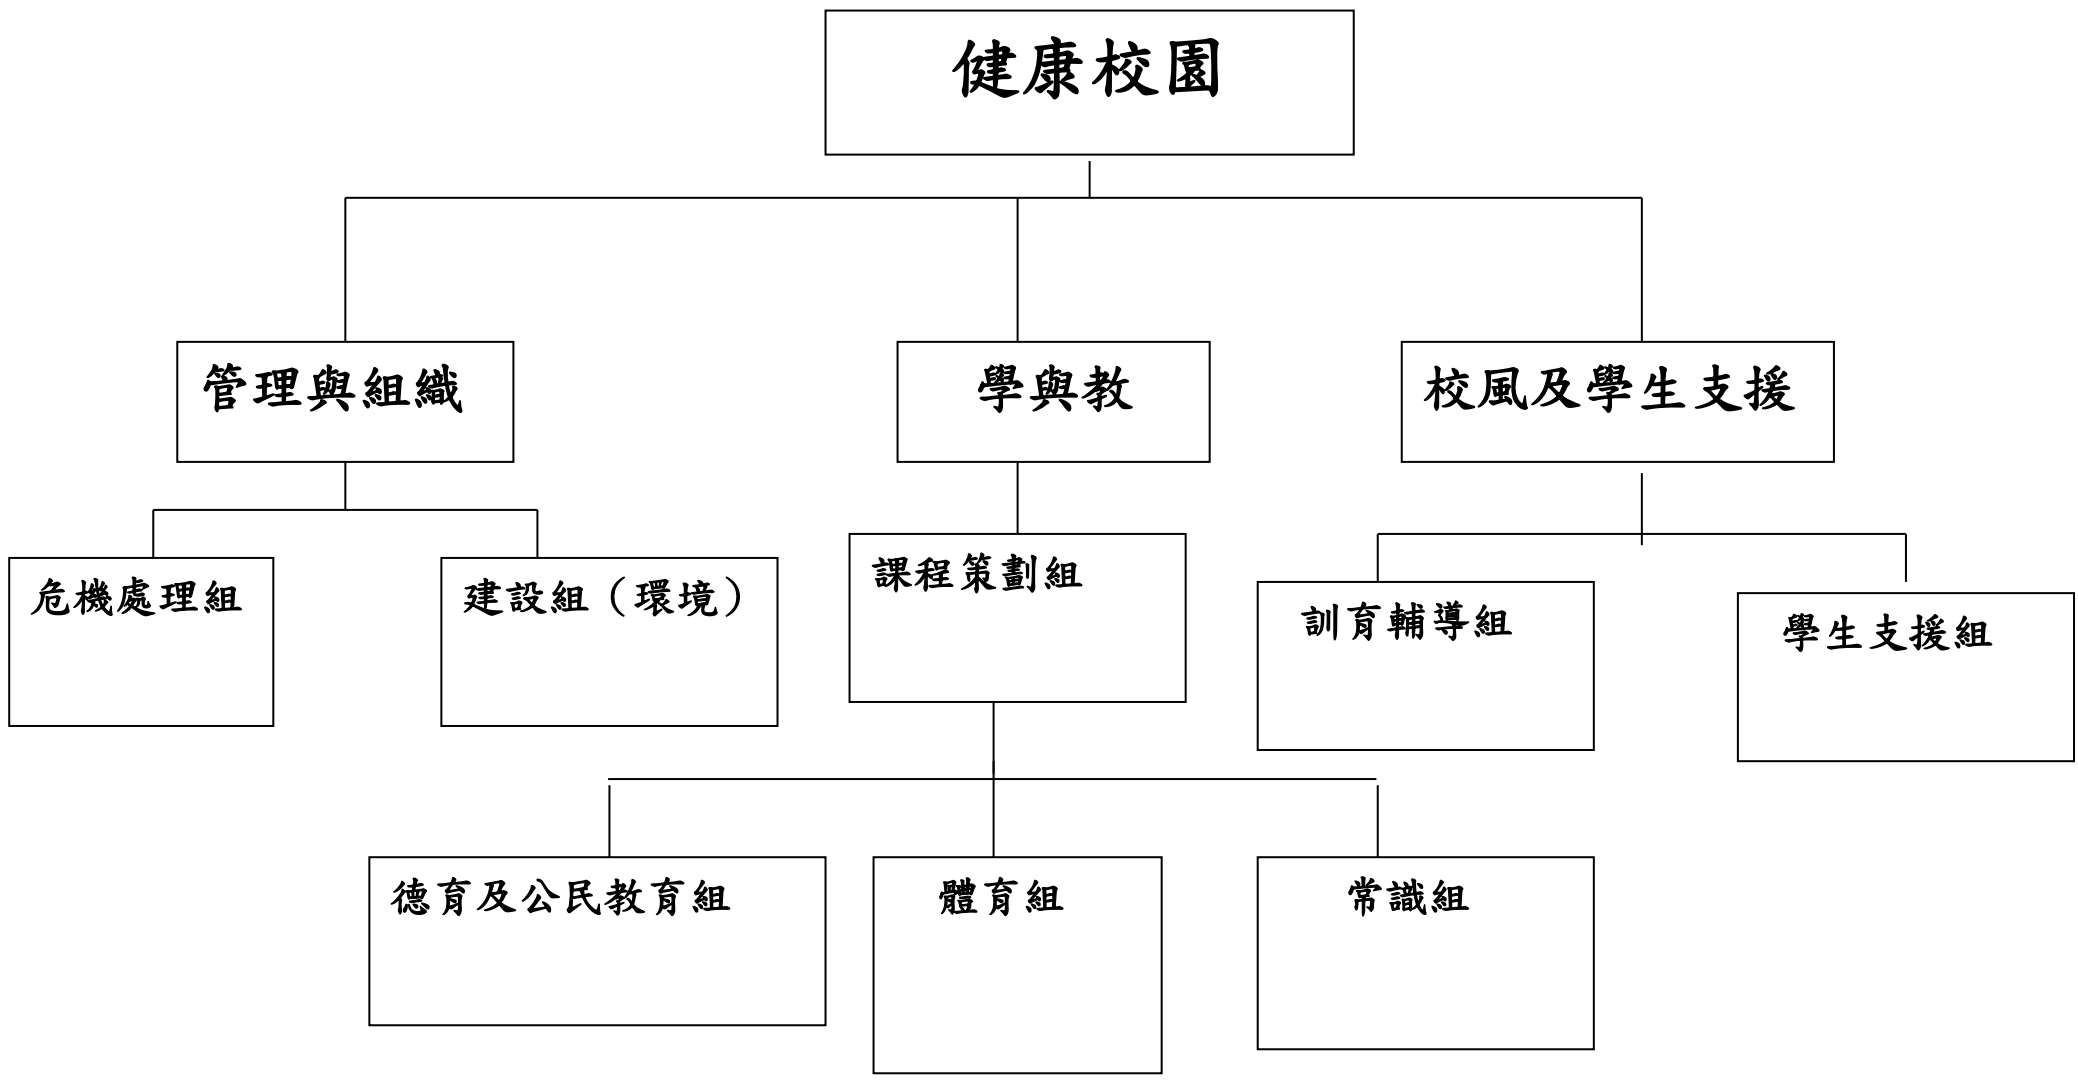 健康校園
管理與組織
學與教
校風及學生支援
危機處理組
建設組（環境）
課程策劃組
訓育輔導組
學生支援組
德育及公民教育組
體育組
常識組